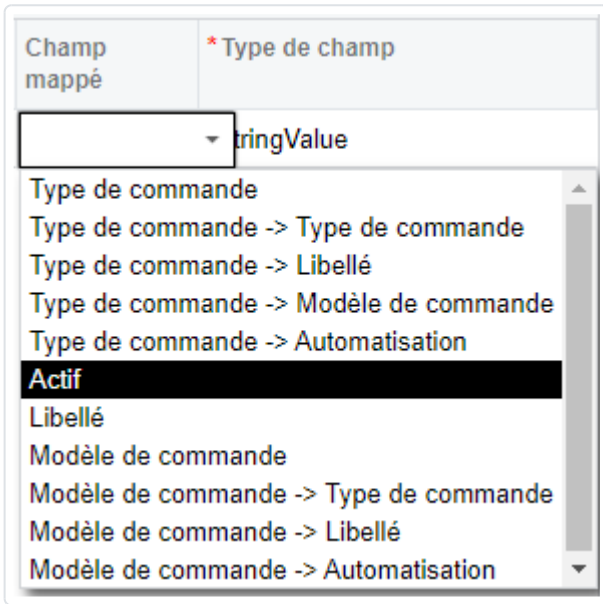 Champ mappé
* Type de champ
tringValue
Type de commande
Type de commande -> Type de commande
Type de commande -> Libellé
Type de commande -> Modèle de commande
Type de commande -> Automatisation
Actif
Libellé
Modèle de commande
Modèle de commande -> Type de commande
Modèle de commande -> Libellé
Modèle de commande -> Automatisation